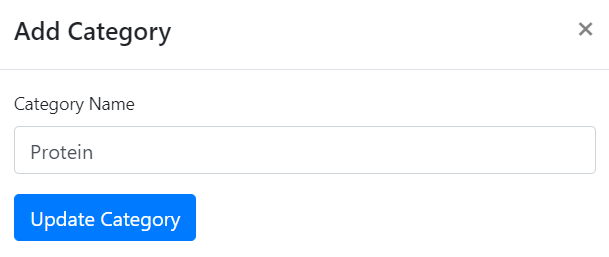 Add Category
×
Category Name
Protein
Update Category